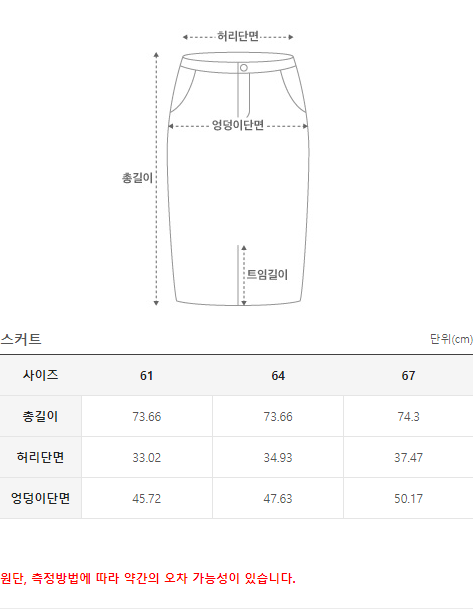 허리단면
엉덩이단면
총길이
트임길이
스커트 단위(cm)
사이즈 61 64 67
총길이 73.66 73.66 74.3
허리단면 33.02 34.93 37.47
엉덩이단면 45.72 47.63 50.17
원단, 측정방법에 따라 약간의 오차 가능성이 있습니다.